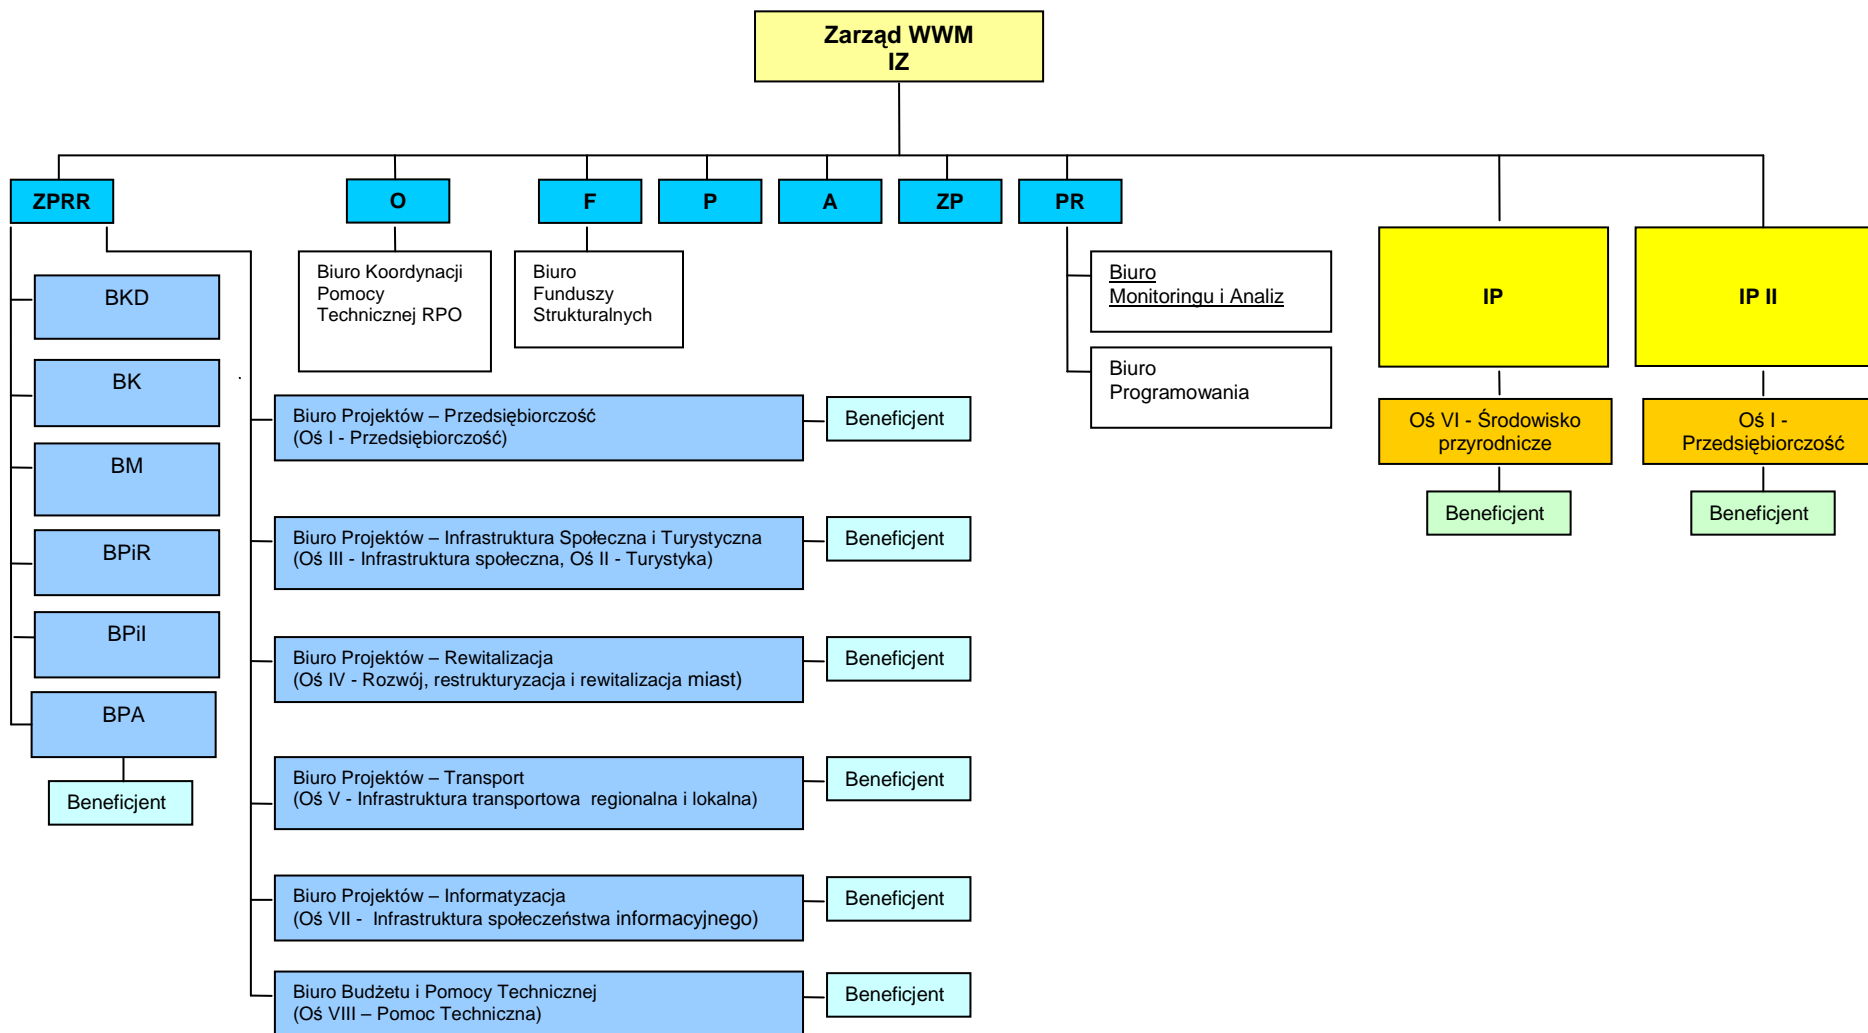 Zarząd WWM
IZ
ZPRR
O
F
P
A
ZP
PR
BKD
BK
BM
BPiR
BPiI
BPA
Beneficjent
Biuro Koordynacji
Pomocy
Technicznej RPO
Biuro
Funduszy
Strukturalnych
Biuro
Monitoringu i Analiz
Biuro
Programowania
IP
IP II
Oś VI - Środowisko
przyrodnicze
Oś I -
Przedsiębiorczość
Beneficjent
Beneficjent
Biuro Projektów – Przedsiębiorczość
(Oś I - Przedsiębiorczość)
Beneficjent
Biuro Projektów – Infrastruktura Społeczna i Turystyczna
(Oś III - Infrastruktura społeczna, Oś II - Turystyka)
Beneficjent
Biuro Projektów – Rewitalizacja
(Oś IV - Rozwój, restrukturyzacja i rewitalizacja miast)
Beneficjent
Biuro Projektów – Transport
(Oś V - Infrastruktura transportowa regionalna i lokalna)
Beneficjent
Biuro Projektów – Informatyzacja
(Oś VII - Infrastruktura społeczeństwa informacyjnego)
Beneficjent
Biuro Budżetu i Pomocy Technicznej
(Oś VIII – Pomoc Techniczna)
Beneficjent